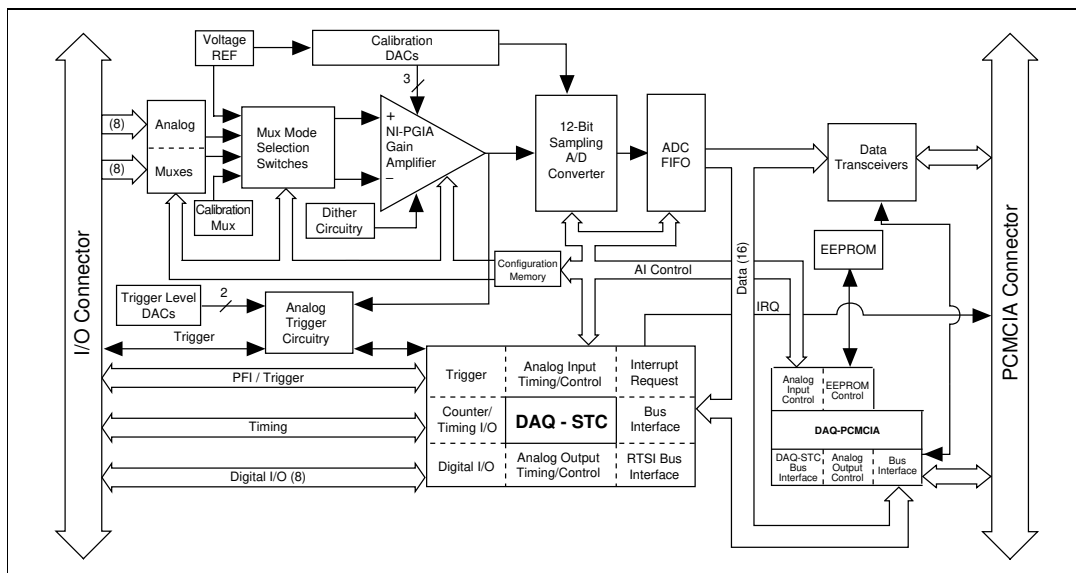 Voltage
REF
Calibration
DACs
3
(8)
Analog
Muxes
(8)
Mux Mode
Selection
Switches
+
NI-PGIA
Gain
Amplifier
–
12-Bit
Sampling
A/D
Converter
ADC
FIFO
Data
Transceivers
Calibration
Mux
Dither
Circuitry
I/O Connector
PCMCIA Connector
Configuration
Memory
AI Control
Data (16)
EEPROM
IRQ
Trigger Level
DACs
2
Analog
Trigger
Circuitry
Trigger
PFI / Trigger
Timing
Digital I/O (8)
Trigger
Analog Input
Timing/Control
Interrupt
Request
Counter/
Timing I/O
DAQ - STC
Bus
Interface
Digital I/O
Analog Output
Timing/Control
RTSI Bus
Interface
Analog
Input
Control
EEPROM
Control
DAQ-PCMCIA
DAQ-STC
Bus
Interface
Analog
Output
Control
Bus
Interface